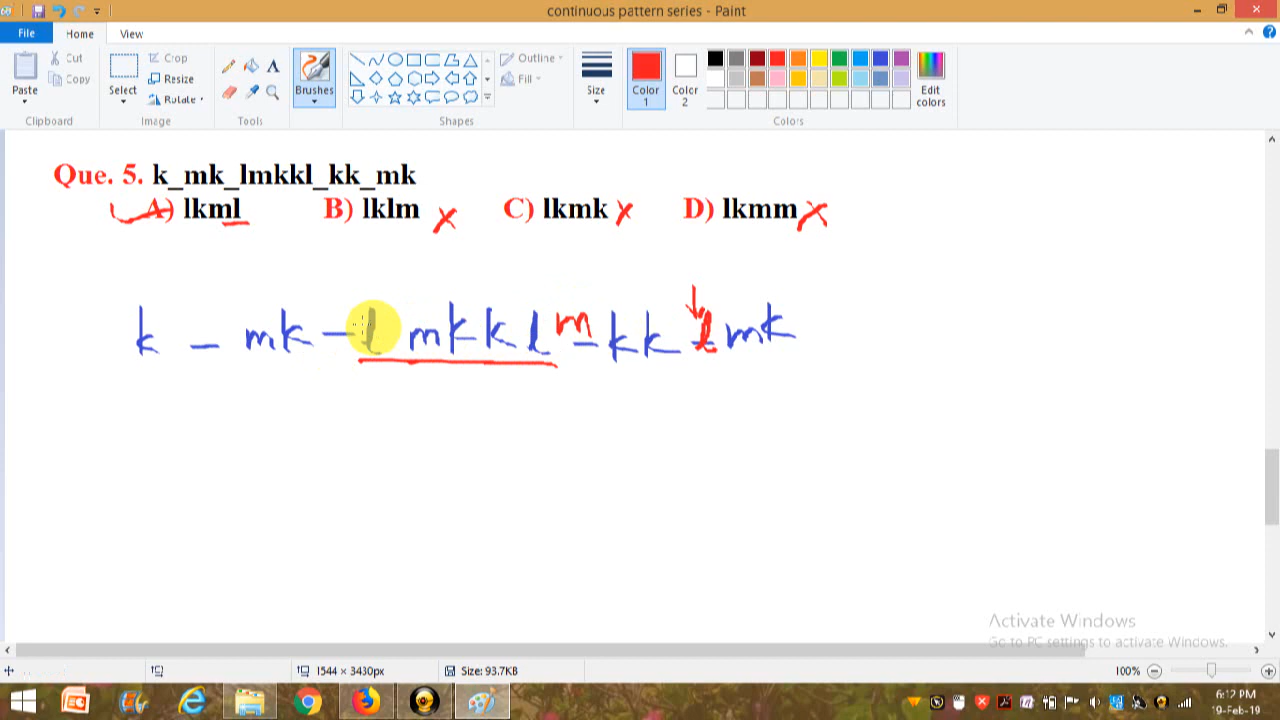 continuous pattern series - Paint
File Home View
Cut
Copy
Paste
Clipboard
Crop
Resize
Rotate
Select
Image
Tools
Brushes
Shapes
Outline
Fill
Size
Color 1
Color 2
Edit colors
Colors
Que. 5. k_mk_lmkkl_kk_mk
A) lkml B) lklm C) lkmk D) lkmm
k _ mk _ l mkkl m kk l mk
Activate Windows
Go to PC settings to activate Windows.
1544 × 3430px Size: 93.7KB 100%
6:12 PM
19-Feb-19